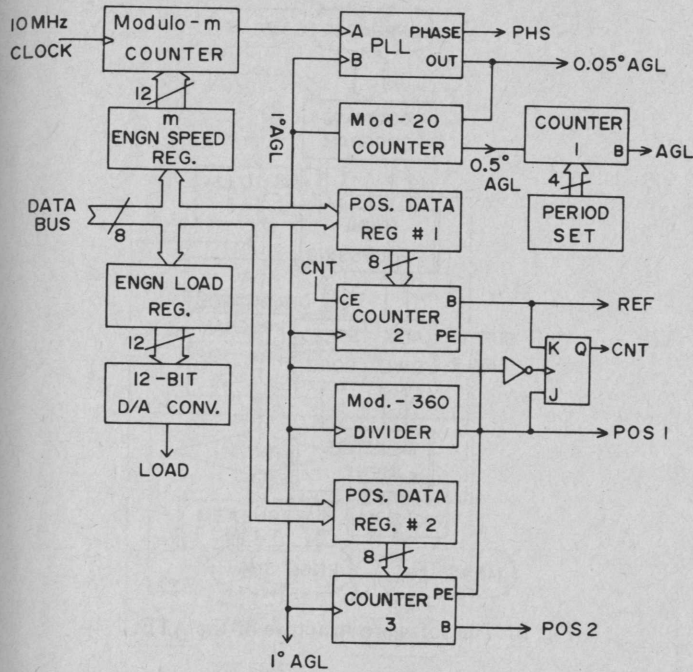 10MHz
CLOCK
Modulo-m
COUNTER
A
B
PLL
PHASE
OUT
PHS
0.05° AGL
12
m
ENGN SPEED
REG.
1° AGL
Mod-20
COUNTER
0.5°
AGL
COUNTER
1
B
AGL
4
PERIOD
SET
DATA
BUS
8
POS. DATA
REG # 1
8
CNT
ENGN LOAD
REG.
CE
COUNTER
2
B
PE
REF
12
12-BIT
D/A CONV.
LOAD
K
Q
J
CNT
Mod.-360
DIVIDER
POS 1
POS. DATA
REG. # 2
8
COUNTER
3
PE
B
POS 2
1° AGL